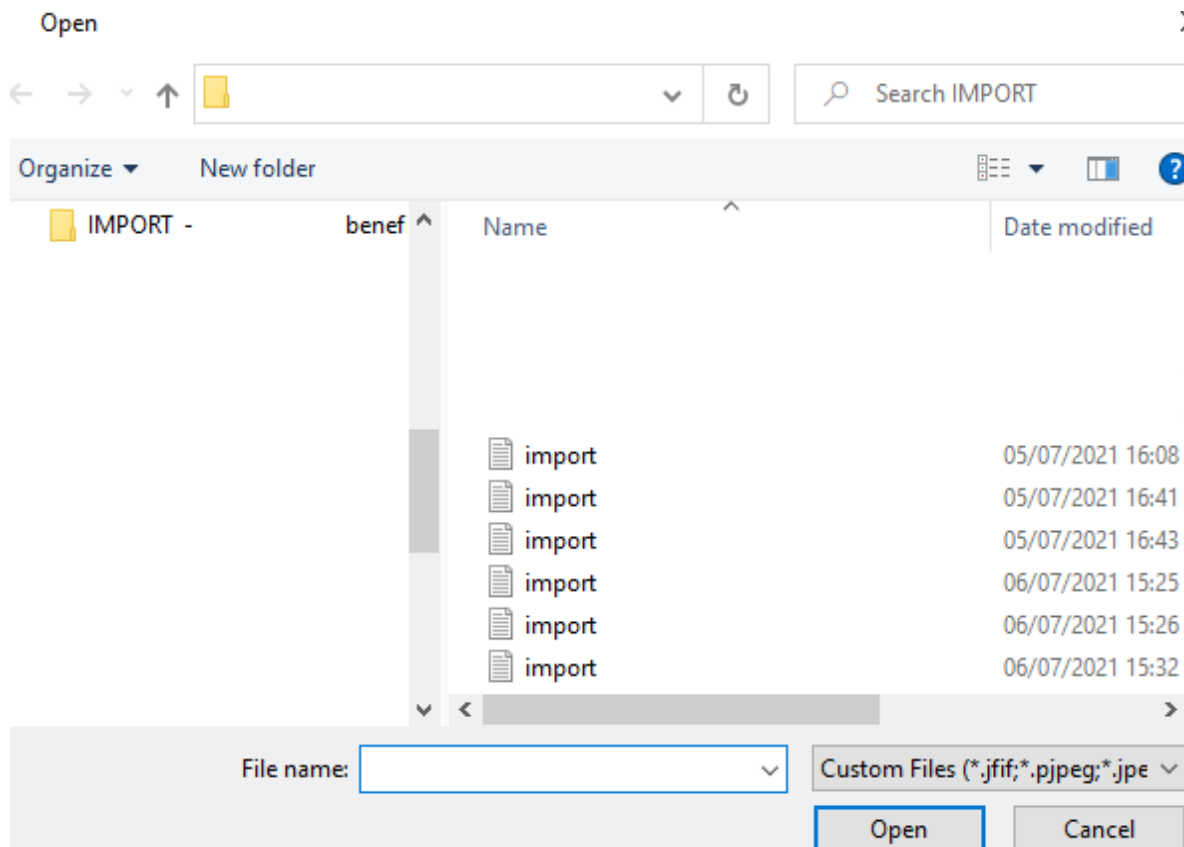 Open
Search IMPORT
Organize New folder
IMPORT - benef
Name Date modified
import 05/07/2021 16:08
import 05/07/2021 16:41
import 05/07/2021 16:43
import 06/07/2021 15:25
import 06/07/2021 15:26
import 06/07/2021 15:32
File name: Custom Files (*.jfif;*.pjpeg;*.jpe
Open Cancel